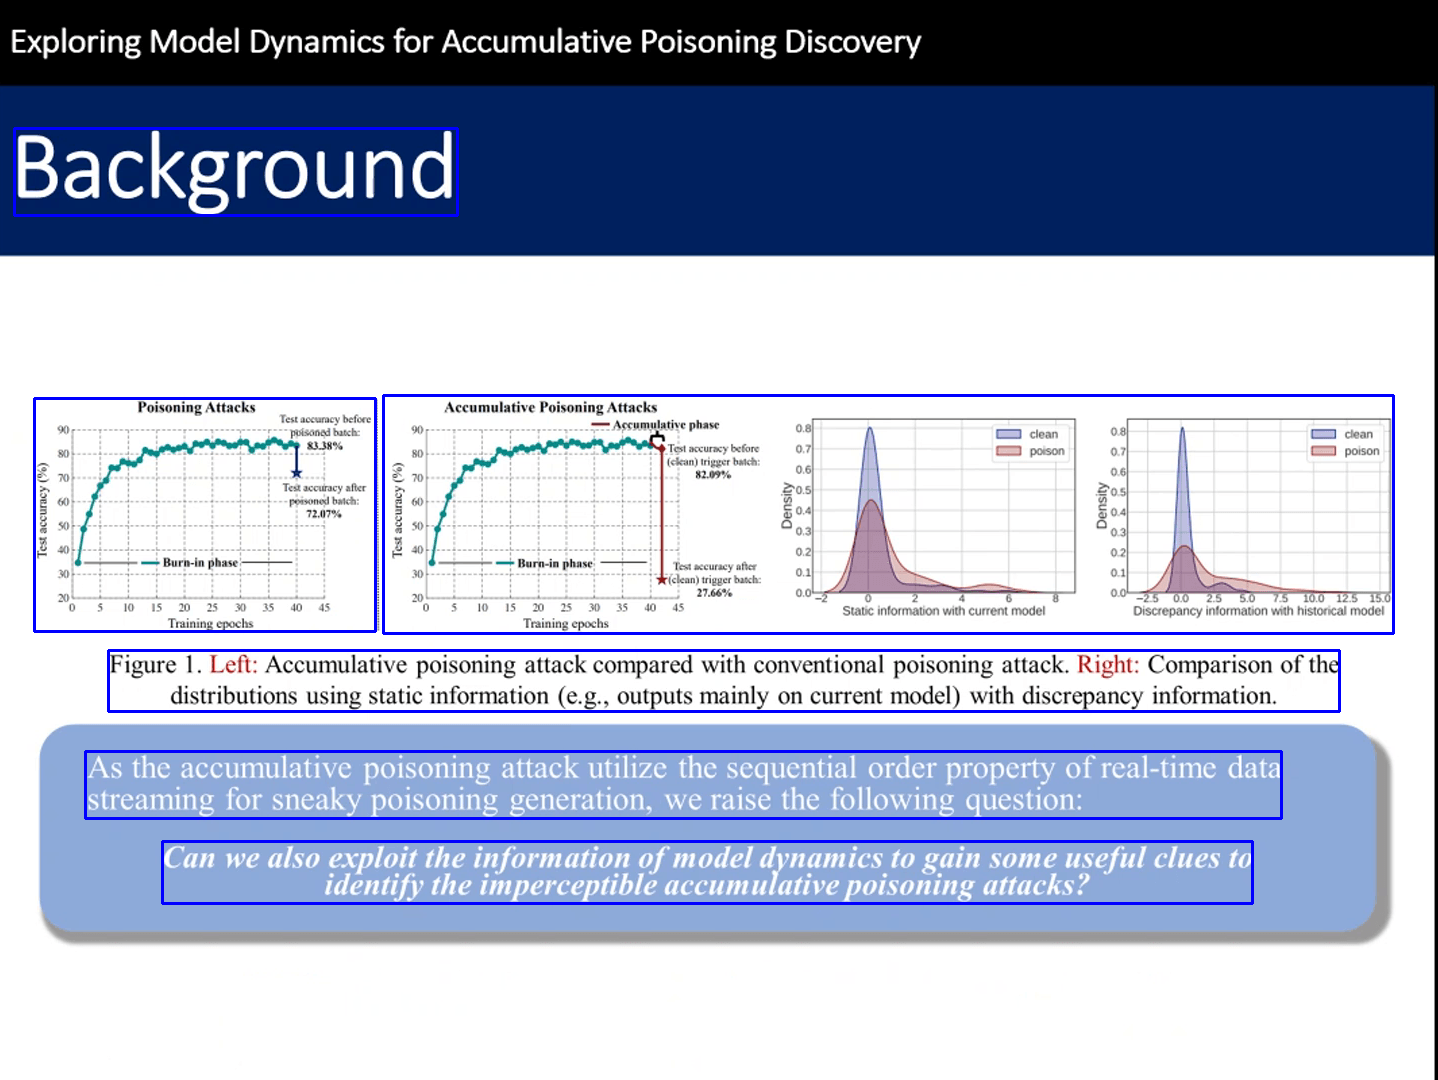 Exploring Model Dynamics for Accumulative Poisoning Discovery
Background
Poisoning Attacks
Test accuracy before
poisoned batch:
83.38%
Test accuracy after
poisoned batch:
72.07%
Burn-in phase
Test accuracy (%)
90
80
70
60
50
40
30
20
0 5 10 15 20 25 30 35 40 45
Training epochs
Accumulative Poisoning Attacks
Accumulative phase
Test accuracy before
(clean) trigger batch:
82.09%
Test accuracy after
(clean) trigger batch:
27.66%
Burn-in phase
Test accuracy (%)
90
80
70
60
50
40
30
20
0 5 10 15 20 25 30 35 40 45
Training epochs
clean
poison
Density
0.8
0.7
0.6
0.5
0.4
0.3
0.2
0.1
0.0
−2 0 2 4 6 8
Static information with current model
clean
poison
Density
0.8
0.7
0.6
0.5
0.4
0.3
0.2
0.1
0.0
−2.5 0.0 2.5 5.0 7.5 10.0 12.5 15.0
Discrepancy information with historical model
Figure 1. Left: Accumulative poisoning attack compared with conventional poisoning attack. Right: Comparison of the
distributions using static information (e.g., outputs mainly on current model) with discrepancy information.
As the accumulative poisoning attack utilize the sequential order property of real-time data
streaming for sneaky poisoning generation, we raise the following question:
Can we also exploit the information of model dynamics to gain some useful clues to
identify the imperceptible accumulative poisoning attacks?